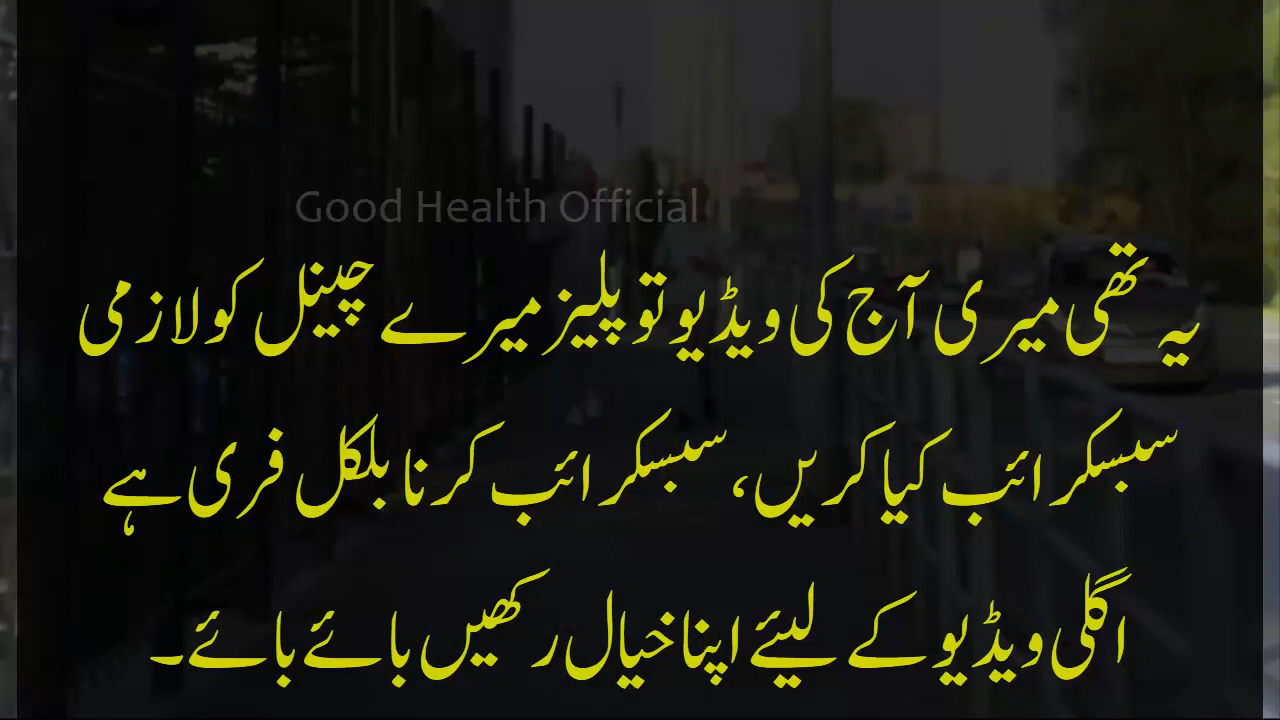 Good Health Official
یہ تھی میری آج کی ویڈیو تو پلیز میرے چینل کو لازمی
سبسکرائب کیا کریں، سبسکرائب کرنا بلکل فری ہے
اگلی ویڈیو کے لیئے اپنا خیال رکھیں بائے بائے۔